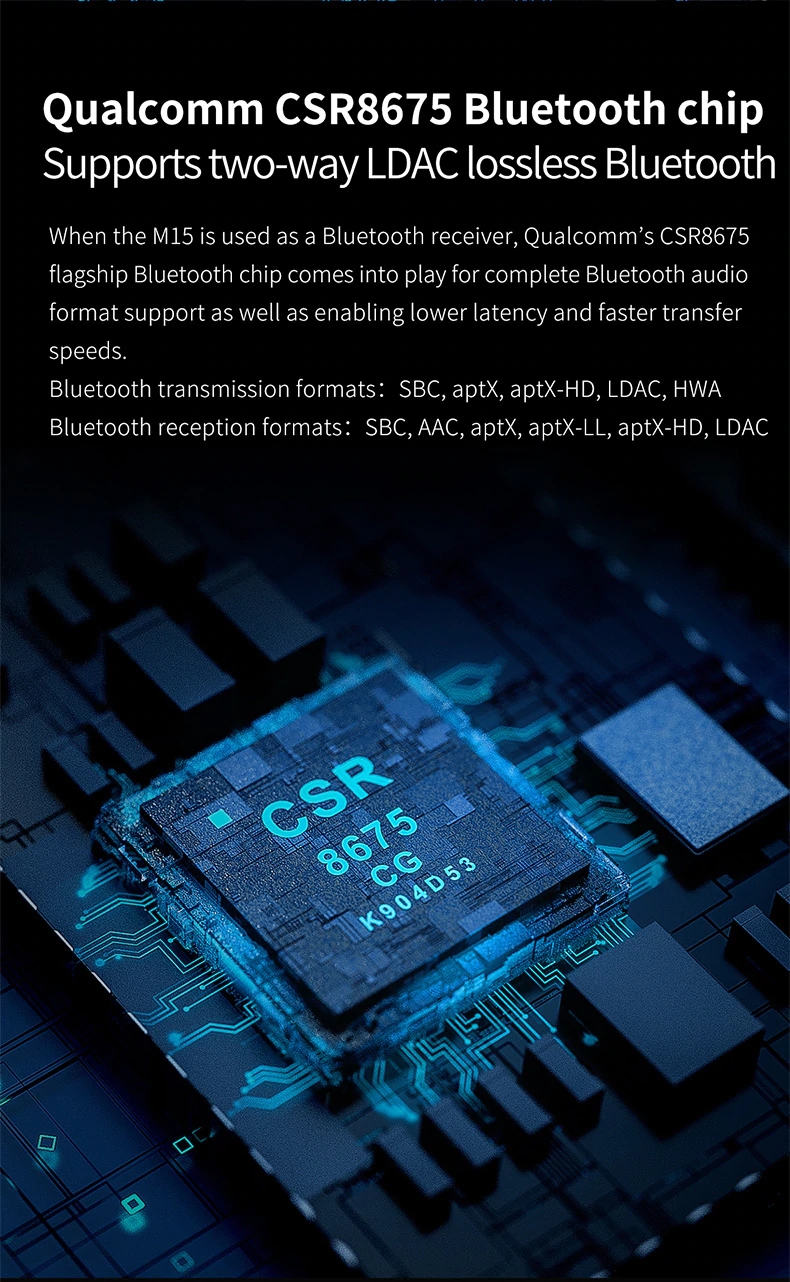 Qualcomm CSR8675 Bluetooth chip
Supports two-way LDAC lossless Bluetooth
When the M15 is used as a Bluetooth receiver, Qualcomm’s CSR8675
flagship Bluetooth chip comes into play for complete Bluetooth audio
format support as well as enabling lower latency and faster transfer
speeds.
Bluetooth transmission formats：SBC, aptX, aptX-HD, LDAC, HWA
Bluetooth reception formats：SBC, AAC, aptX, aptX-LL, aptX-HD, LDAC
CSR
8675
CG
K904D53